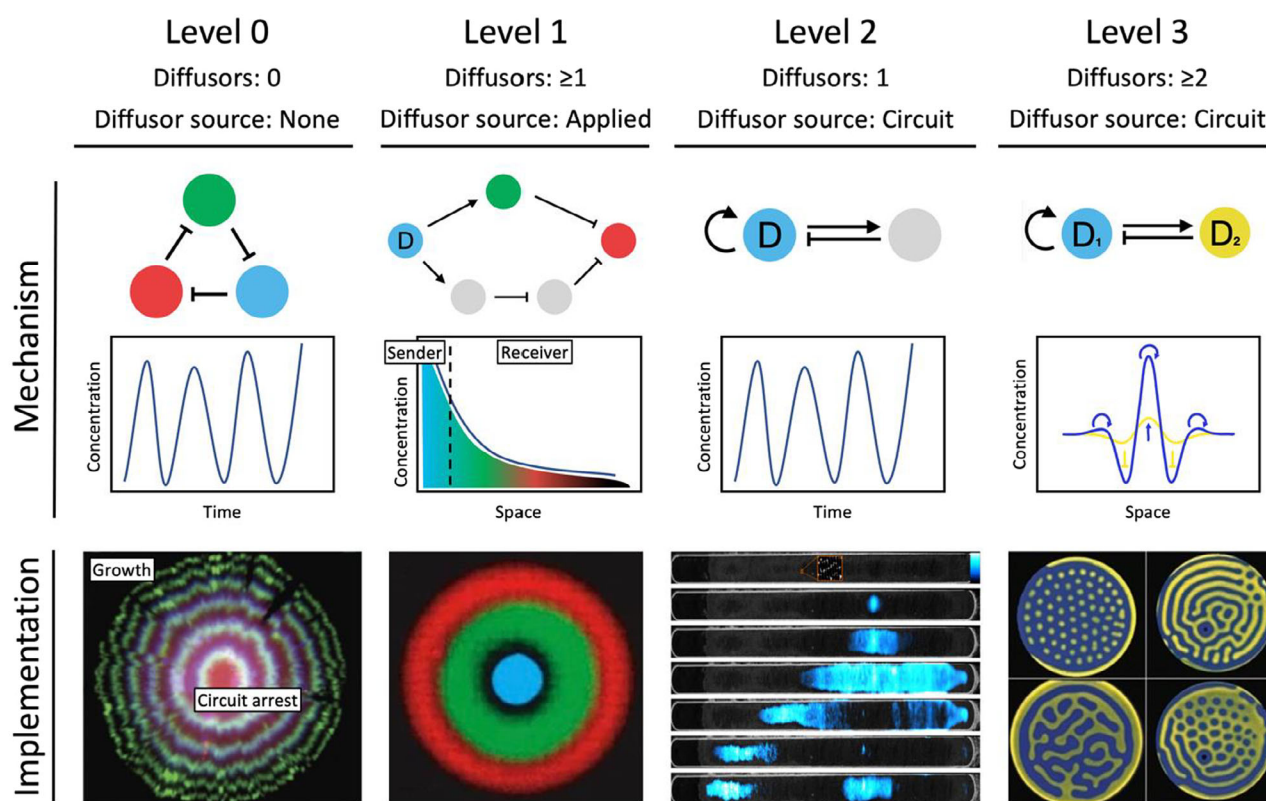 Level 0
Diffusors: 0
Diffusor source: None
Level 1
Diffusors: ≥1
Diffusor source: Applied
Level 2
Diffusors: 1
Diffusor source: Circuit
Level 3
Diffusors: ≥2
Diffusor source: Circuit
Mechanism
D
D
D₁
D₂
Concentration
Time
Sender
Receiver
Concentration
Space
Concentration
Time
Concentration
Space
Implementation
Growth
Circuit arrest